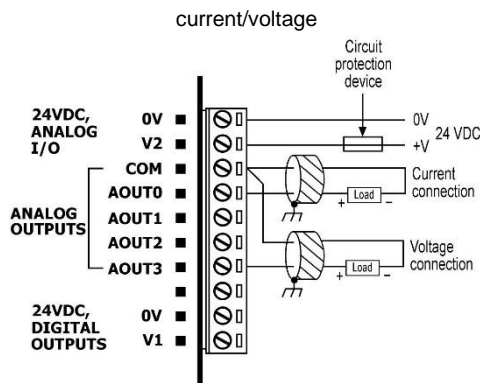 current/voltage
Circuit
protection
device
24VDC,
ANALOG
I/O
0V
V2
COM
AOUT0
AOUT1
AOUT2
AOUT3
0V
V1
ANALOG
OUTPUTS
24VDC,
DIGITAL
OUTPUTS
0V
+V
24 VDC
Current
connection
+ Load −
Voltage
connection
+ Load −